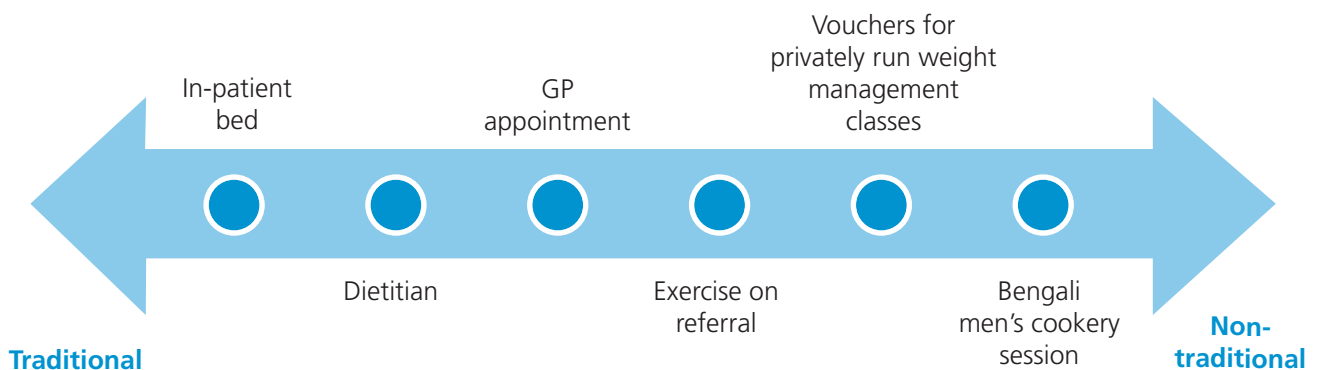 In-patient
bed
GP
appointment
Vouchers for
privately run weight
management
classes
Dietitian
Exercise on
referral
Bengali
men’s cookery
session
Traditional
Non-
traditional